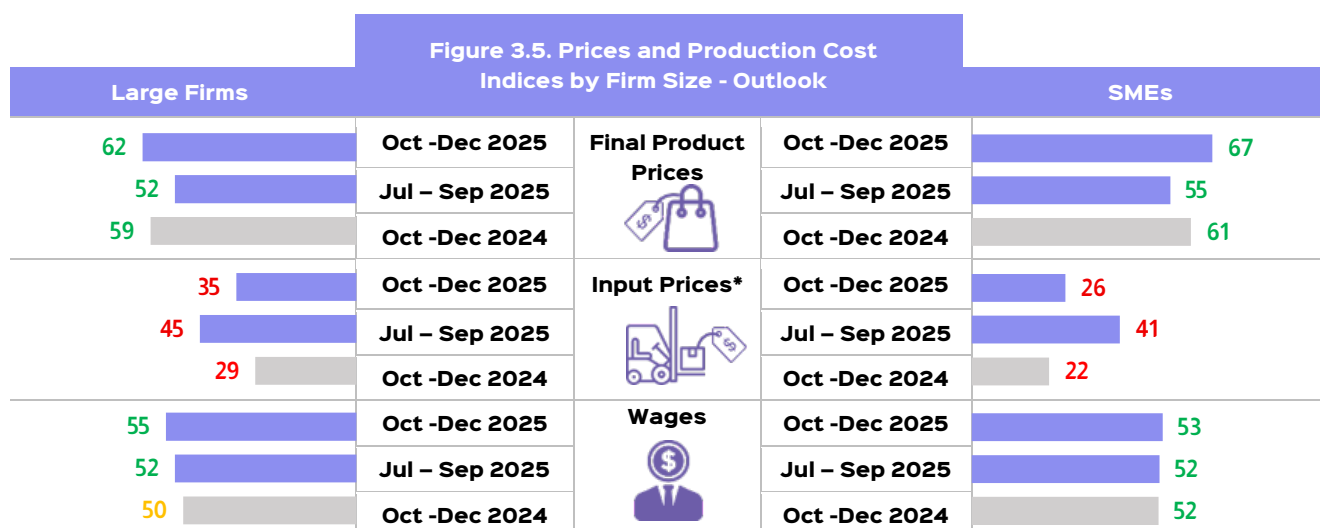 Figure 3.5. Prices and Production Cost
Indices by Firm Size - Outlook
Large Firms
SMEs
62 Oct -Dec 2025 Final Product Oct -Dec 2025 67
Prices
52 Jul – Sep 2025 Jul – Sep 2025 55
$
59 Oct -Dec 2024 Oct -Dec 2024 61
35 Oct -Dec 2025 Input Prices* Oct -Dec 2025 26
45 Jul – Sep 2025 Jul – Sep 2025 41
$
29 Oct -Dec 2024 Oct -Dec 2024 22
55 Oct -Dec 2025 Wages Oct -Dec 2025 53
52 Jul – Sep 2025 $ Jul – Sep 2025 52
50 Oct -Dec 2024 Oct -Dec 2024 52